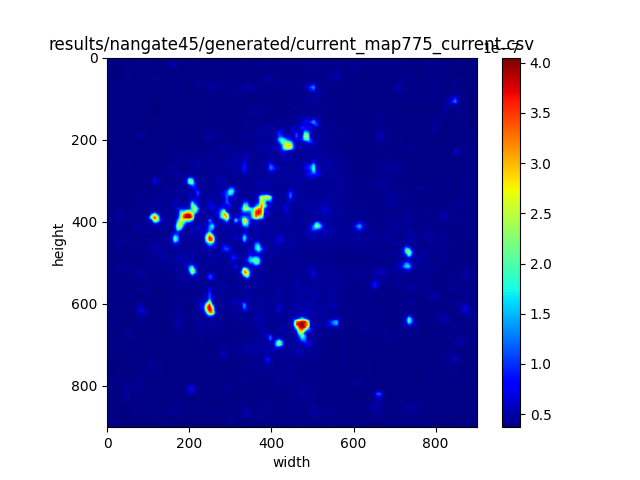 results/nangate45/generated/current_map775_current.csv
1e−7
0
200
400
600
800
height
0 200 400 600 800
width
4.0
3.5
3.0
2.5
2.0
1.5
1.0
0.5